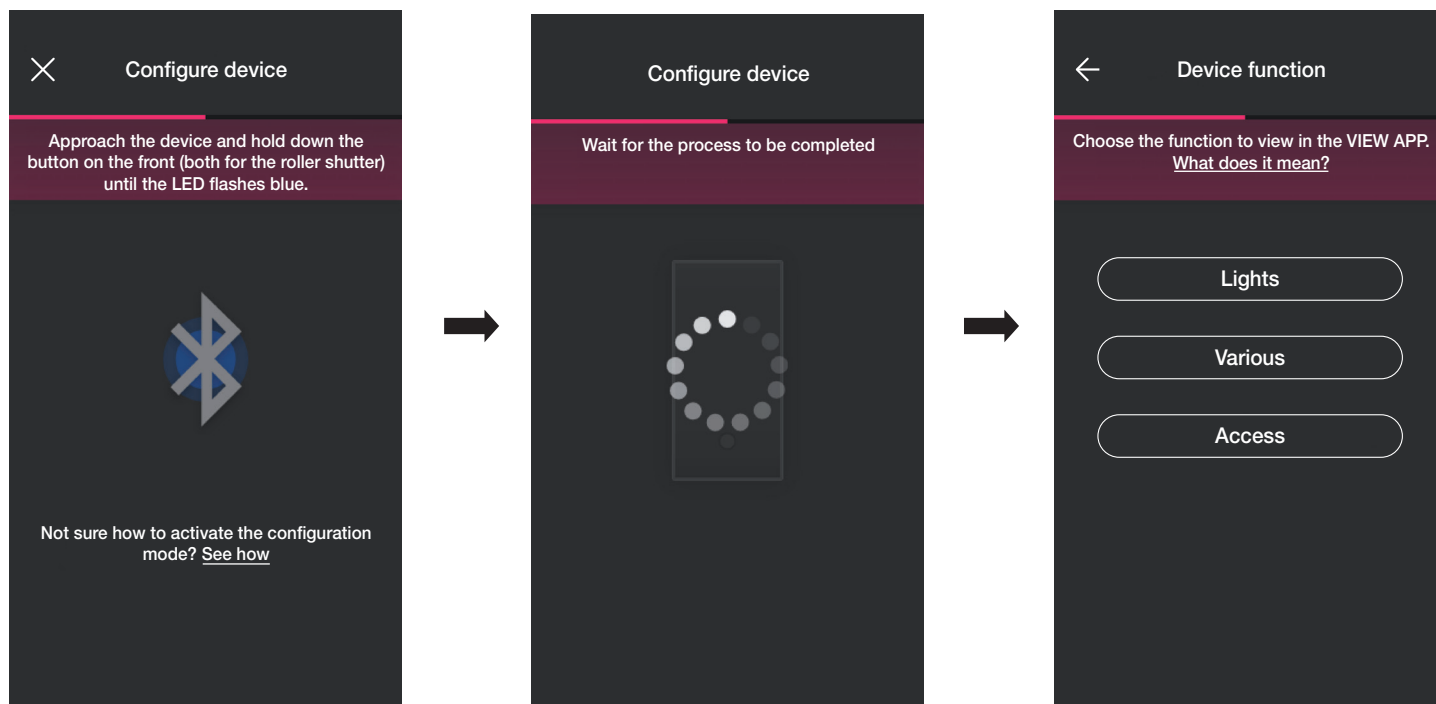 Configure device
Approach the device and hold down the
button on the front (both for the roller shutter)
until the LED flashes blue.
Not sure how to activate the configuration
mode? See how
Configure device
Wait for the process to be completed
Device function
Choose the function to view in the VIEW APP.
What does it mean?
Lights
Various
Access